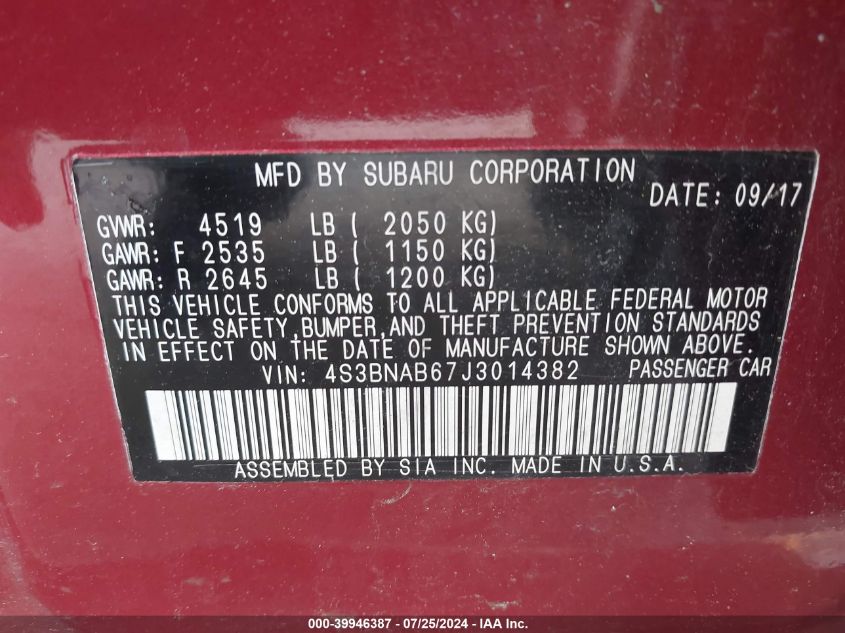 MFD BY SUBARU CORPORATION
DATE: 09/17
GVWR: 4519 LB ( 2050 KG)
GAWR: F 2535 LB ( 1150 KG)
GAWR: R 2645 LB ( 1200 KG)
THIS VEHICLE CONFORMS TO ALL APPLICABLE FEDERAL MOTOR
VEHICLE SAFETY,BUMPER,AND THEFT PREVENTION STANDARDS
IN EFFECT ON THE DATE OF MANUFACTURE SHOWN ABOVE.
VIN: 4S3BNAB67J3014382 PASSENGER CAR
ASSEMBLED BY SIA INC. MADE IN U.S.A.
000-39946387 - 07/25/2024 - IAA Inc.